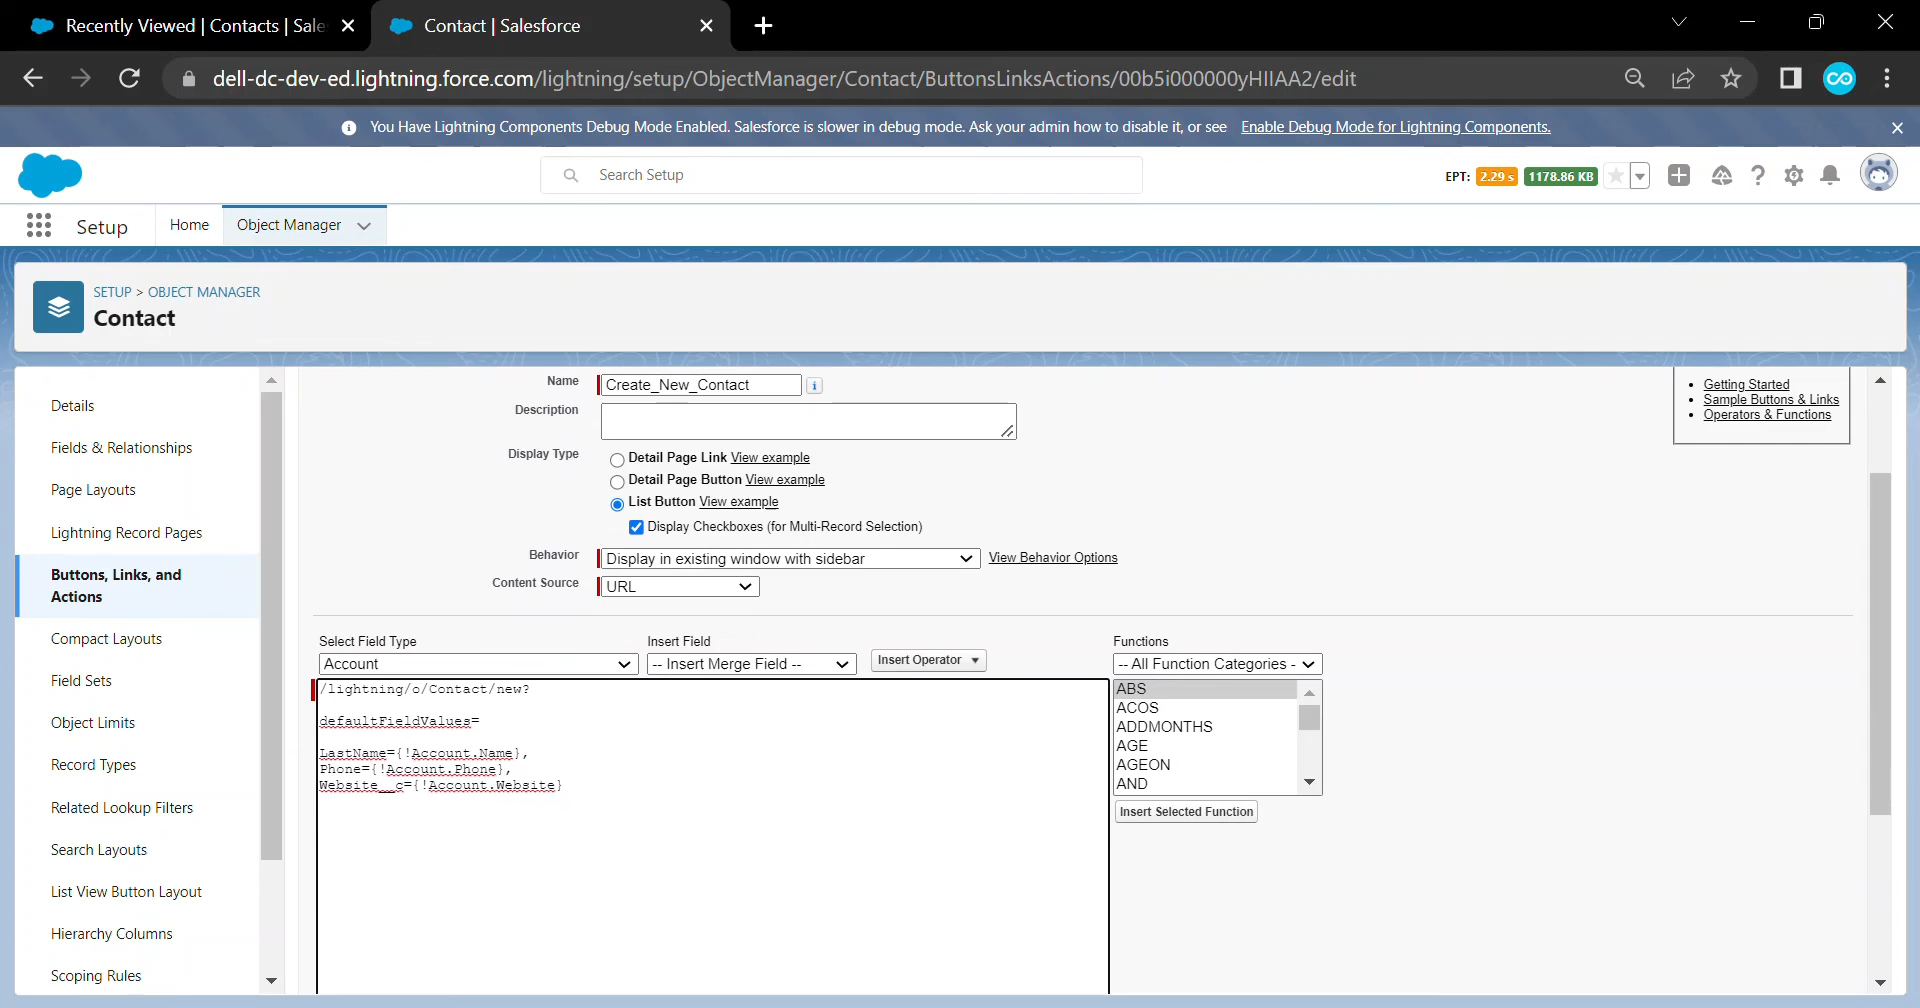 Recently Viewed | Contacts | Sale
Contact | Salesforce
dell-dc-dev-ed.lightning.force.com/lightning/setup/ObjectManager/Contact/ButtonsLinksActions/00b5i000000yHIIAA2/edit
You Have Lightning Components Debug Mode Enabled. Salesforce is slower in debug mode. Ask your admin how to disable it, or see Enable Debug Mode for Lightning Components.
Search Setup
EPT: 2.29 s 1178.86 KB
Setup
Home
Object Manager
SETUP > OBJECT MANAGER
Contact
Details
Fields & Relationships
Page Layouts
Lightning Record Pages
Buttons, Links, and
Actions
Compact Layouts
Field Sets
Object Limits
Record Types
Related Lookup Filters
Search Layouts
List View Button Layout
Hierarchy Columns
Scoping Rules
Name Create_New_Contact
Description
Display Type
Detail Page Link View example
Detail Page Button View example
List Button View example
Display Checkboxes (for Multi-Record Selection)
Behavior Display in existing window with sidebar View Behavior Options
Content Source URL
Getting Started
Sample Buttons & Links
Operators & Functions
Select Field Type
Account
Insert Field
-- Insert Merge Field --
Insert Operator
Functions
-- All Function Categories -
/lightning/o/Contact/new?
defaultFieldValues=
LastName={!Account.Name},
Phone={!Account.Phone},
Website__c={!Account.Website}
ABS
ACOS
ADDMONTHS
AGE
AGEON
AND
Insert Selected Function